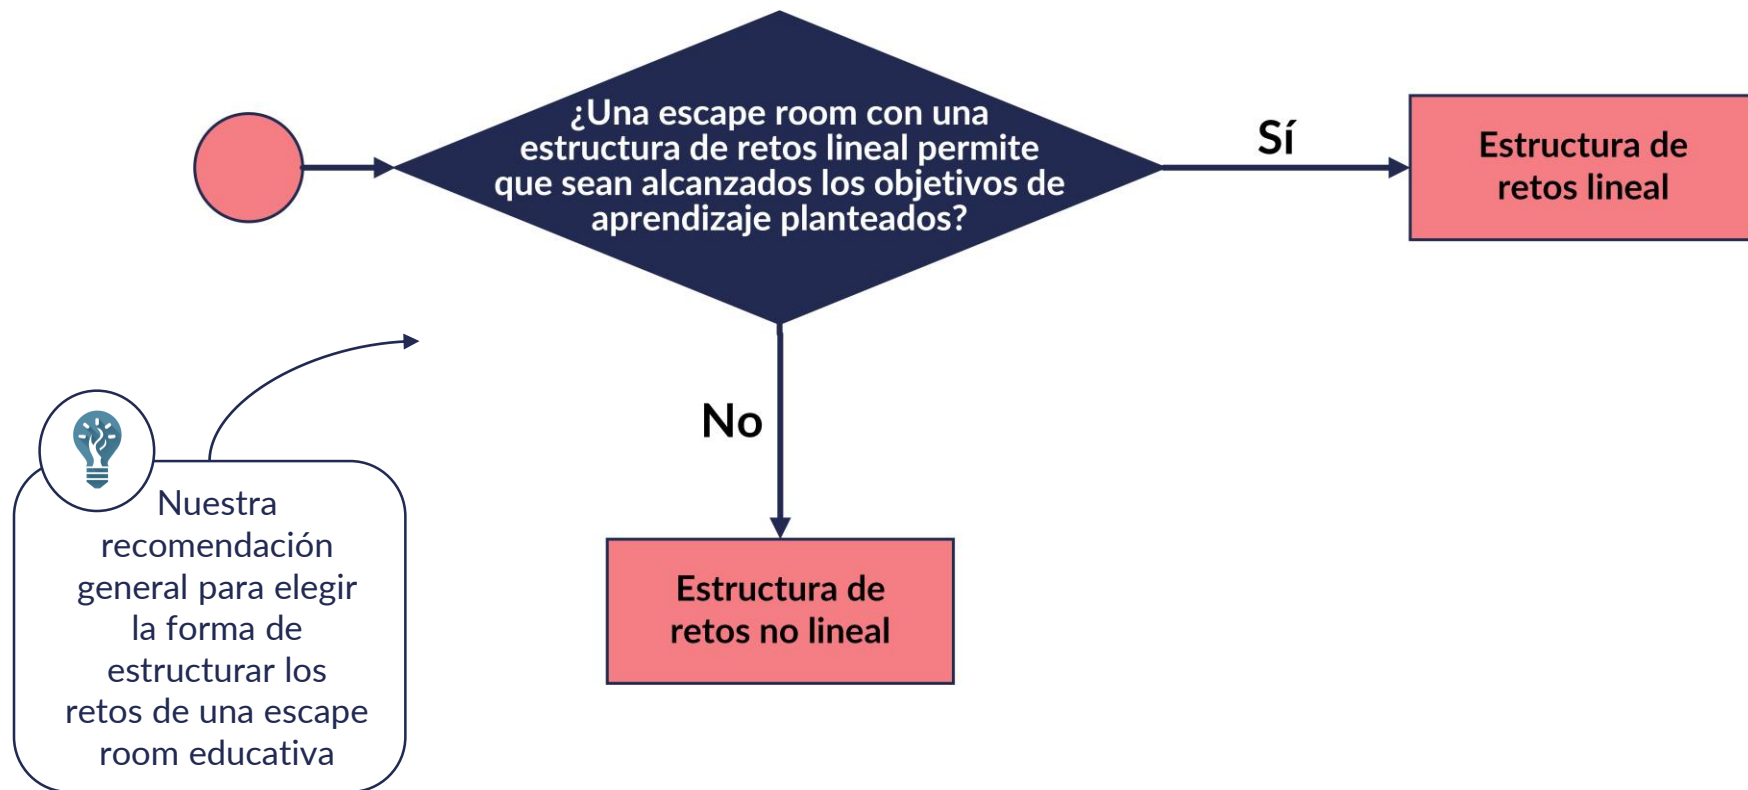 ¿Una escape room con una
estructura de retos lineal permite
que sean alcanzados los objetivos de
aprendizaje planteados?
Sí
Estructura de
retos lineal
No
Estructura de
retos no lineal
Nuestra
recomendación
general para elegir
la forma de
estructurar los
retos de una escape
room educativa